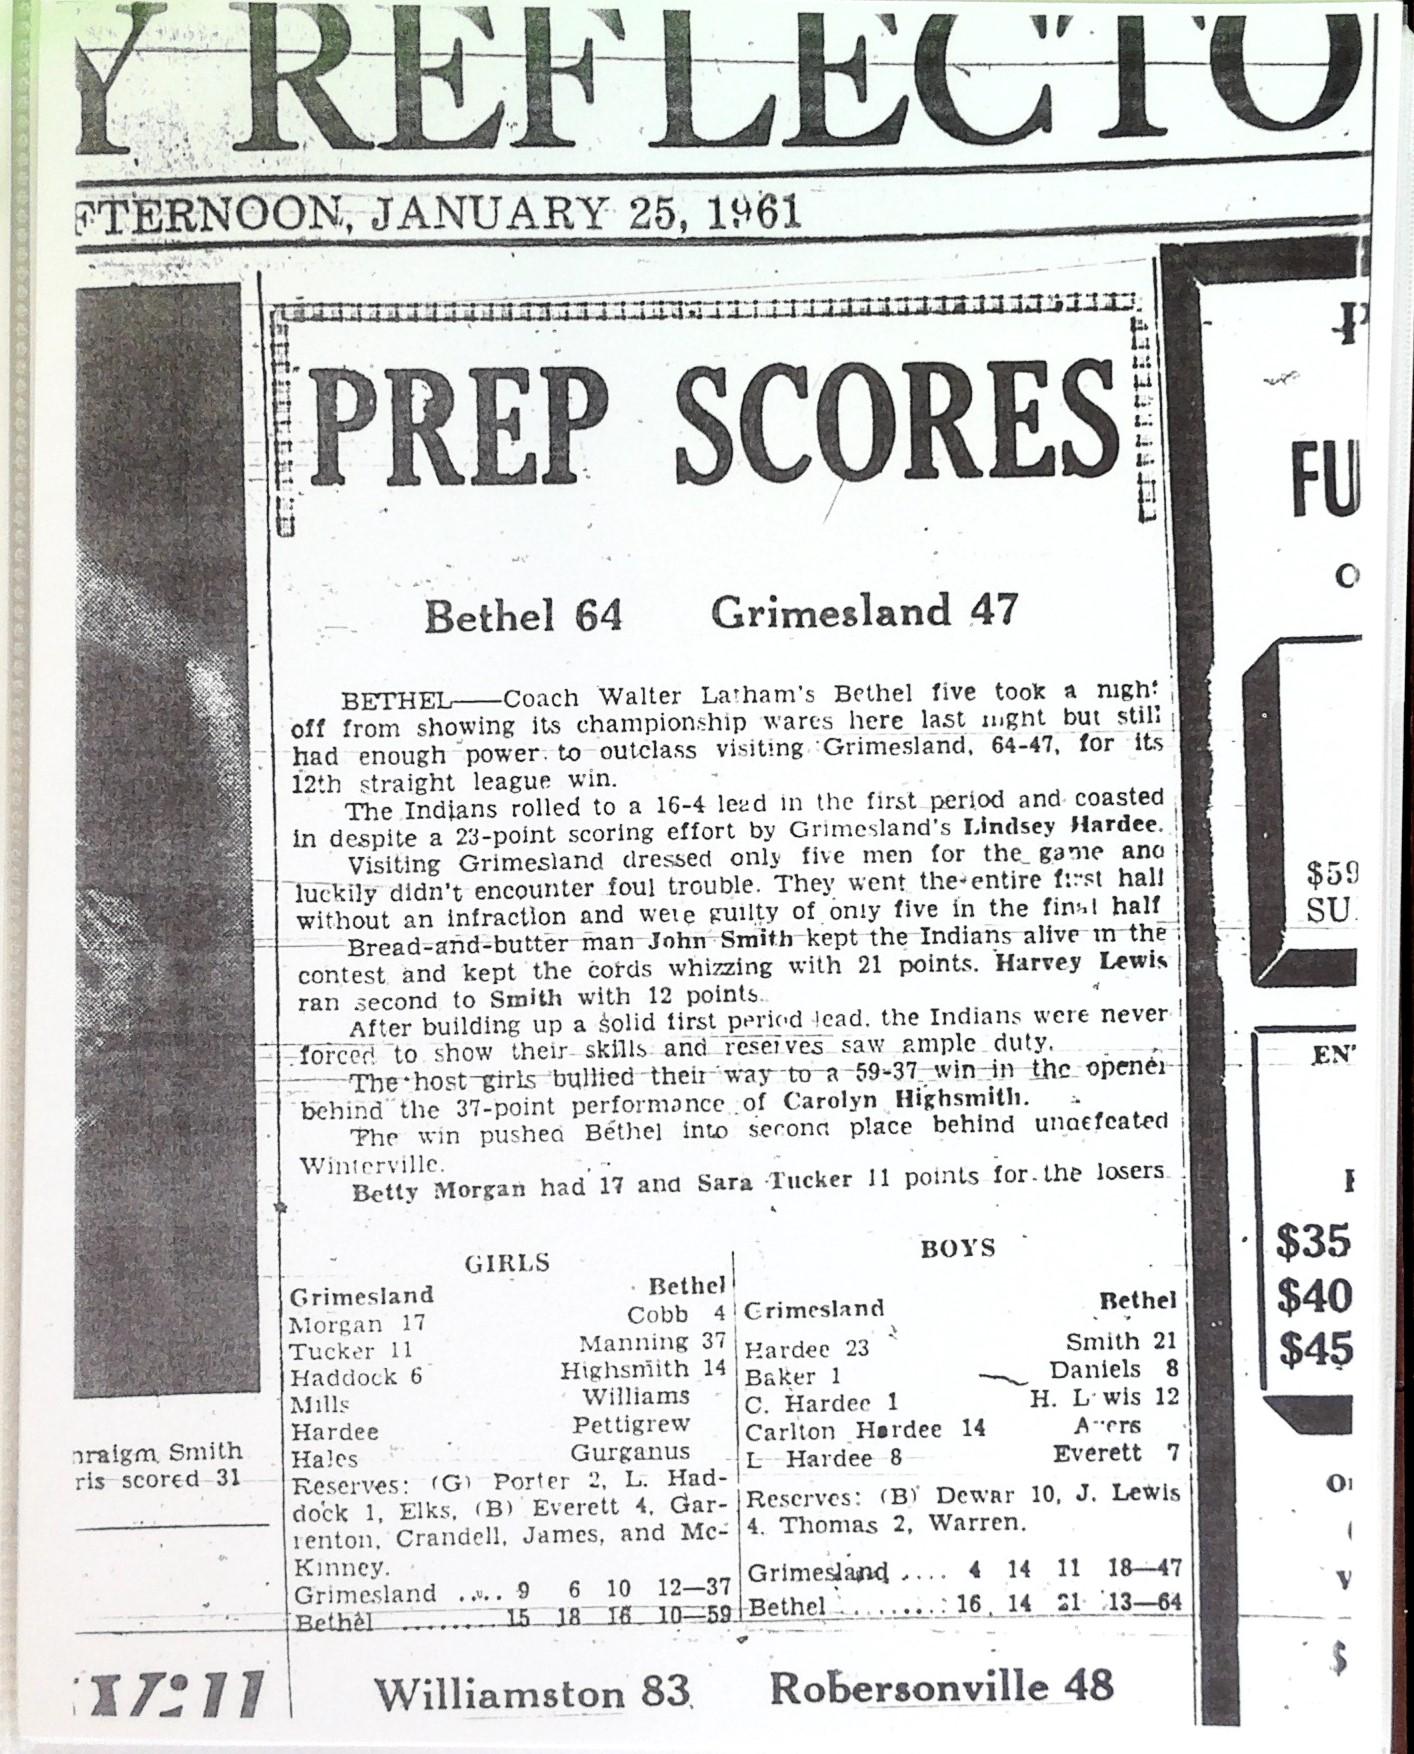 Y REFLECTO
FTERNOON, JANUARY 25, 1961
PREP SCORES
Bethel 64 Grimesland 47
BETHEL——Coach Walter Latham's Bethel five took a night
off from showing its championship wares here last night but still
had enough power to outclass visiting Grimesland, 64-47, for its
12th straight league win.
The Indians rolled to a 16-4 lead in the first period and coasted
in despite a 23-point scoring effort by Grimesland's Lindsey Hardee.
Visiting Grimesland dressed only five men for the game and
luckily didn't encounter foul trouble. They went the entire first half
without an infraction and were guilty of only five in the final half
Bread-and-butter man John Smith kept the Indians alive in the
contest and kept the cords whizzing with 21 points. Harvey Lewis
ran second to Smith with 12 points.
After building up a solid first period lead, the Indians were never
forced to show their skills and reserves saw ample duty.
The host girls bullied their way to a 59-37 win in the opener
behind the 37-point performance of Carolyn Highsmith.
The win pushed Bethel into second place behind undefeated
Winterville.
Betty Morgan had 17 and Sara Tucker 11 points for the losers
GIRLS
Grimesland Bethel
Morgan 17 Cobb 4
Tucker 11 Manning 37
Haddock 6 Highsmith 14
Mills Williams
Hardee Pettigrew
Hales Gurganus
Reserves: (G) Porter 2, L. Had-
dock 1, Elks, (B) Everett 4, Gar-
renton, Crandell, James, and Mc-
Kinney.
Grimesland .... 9 6 10 12—37
Bethel ......... 15 18 16 10—59
BOYS
Grimesland Bethel
Hardee 23 Smith 21
Baker 1 Daniels 8
C. Hardee 1 H. Lewis 12
Carlton Hardee 14 Ayers
L Hardee 8 Everett 7
Reserves: (B) Dewar 10, J. Lewis
4, Thomas 2, Warren.
Grimesland .... 4 14 11 18—47
Bethel ......... 16 14 21 13—64
Williamston 83 Robersonville 48
hraigm Smith
ris scored 31
FU
O
$59
SU
EN
$35
$40
$45
$